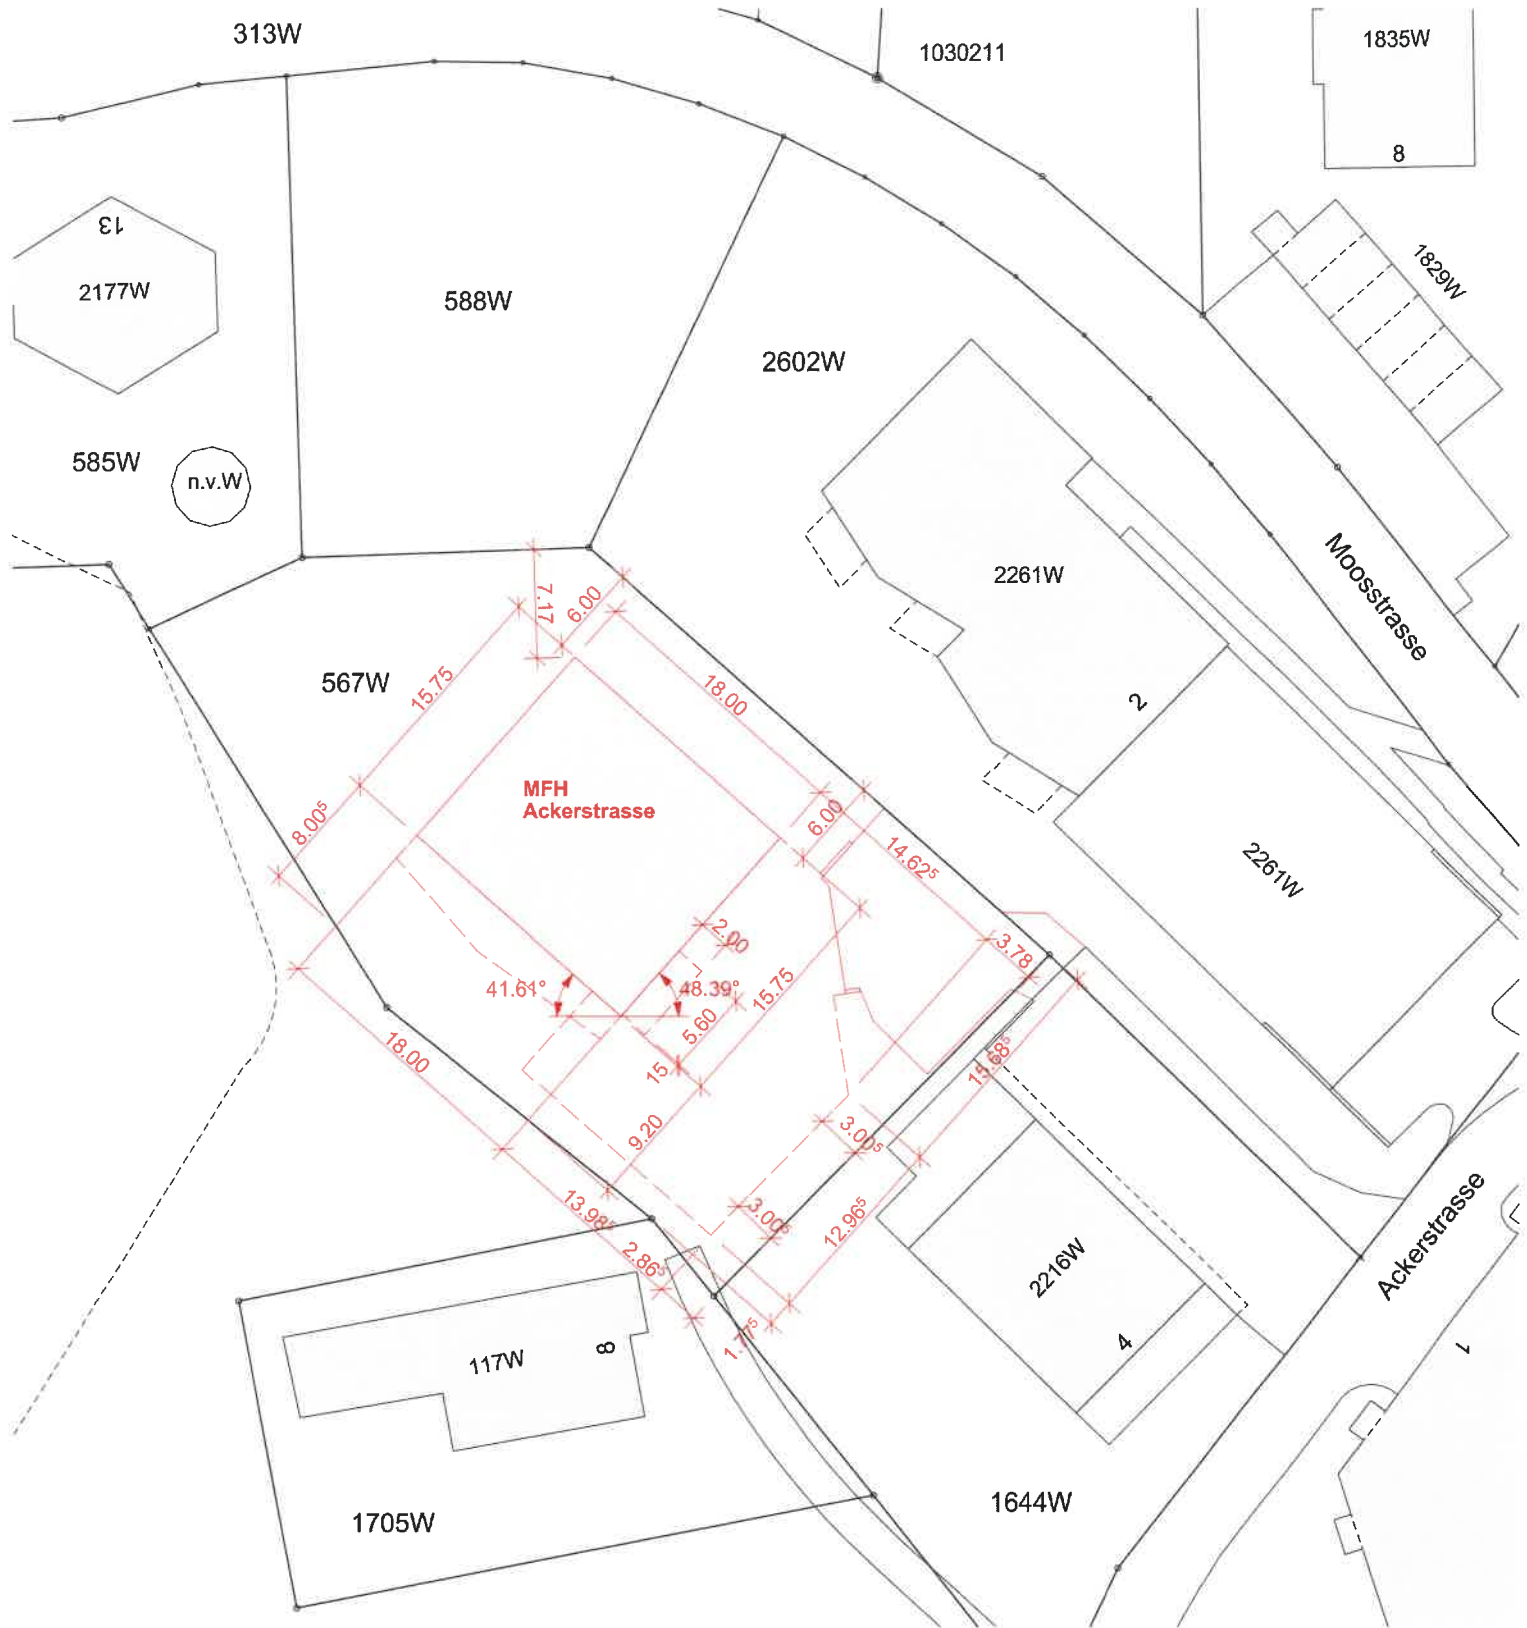 313W
1030211
1835W
8
13
2177W
588W
1829W
2602W
585W
n.v.W
Moosstrasse
2261W
7.17
6.00
567W
15.75
18.00
2
MFH
Ackerstrasse
8.00⁵
6.00
14.62⁵
2261W
2.00
3.78
41.61°
48.39°
15.75
5.60
15
18.00
15.68⁵
9.20
3.00⁵
13.98⁵
3.00⁵
12.96⁵
2.86⁵
Ackerstrasse
2216W
1.77⁵
4
1
117W
8
1644W
1705W